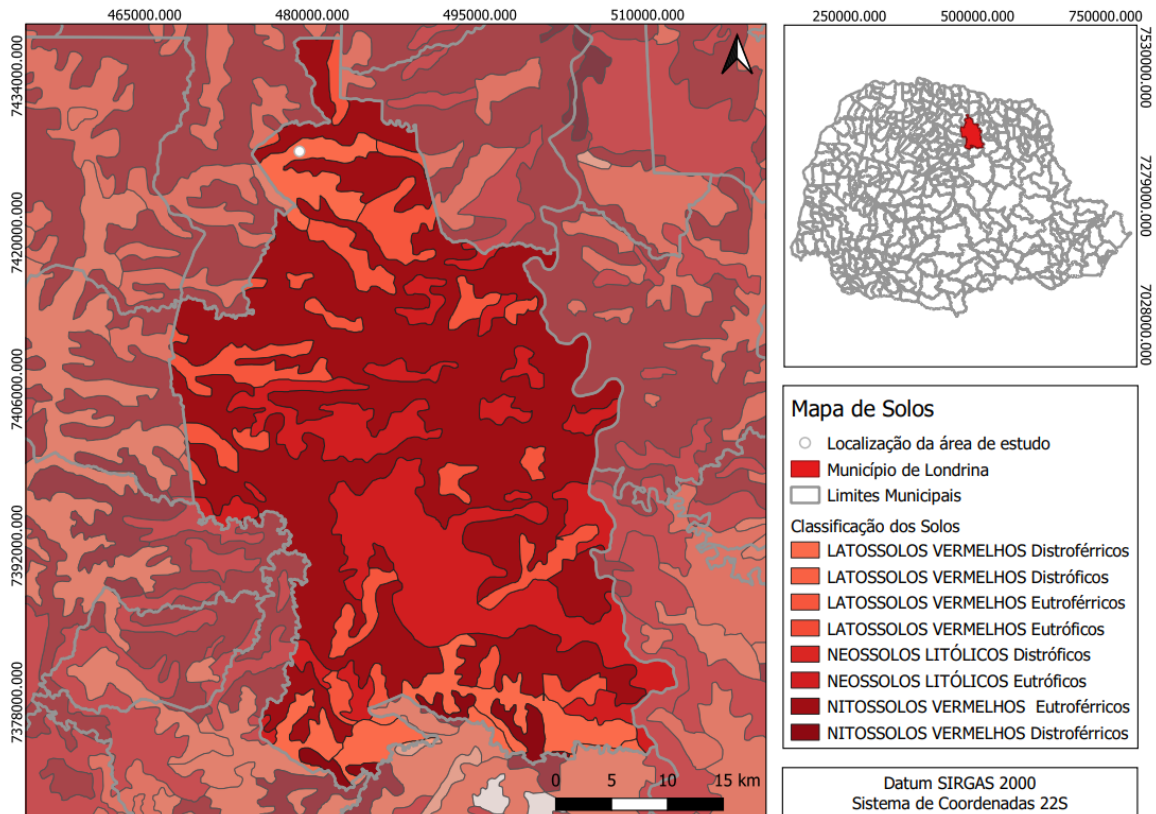 465000.000 480000.000 495000.000 510000.000
7434000.000
7420000.000
7406000.000
7392000.000
7378000.000
0 5 10 15 km
250000.000 500000.000 750000.000
7530000.000
7279000.000
7028000.000
Mapa de Solos
Localização da área de estudo
Município de Londrina
Limites Municipais
Classificação dos Solos
LATOSSOLOS VERMELHOS Distroférricos
LATOSSOLOS VERMELHOS Distróficos
LATOSSOLOS VERMELHOS Eutroférricos
LATOSSOLOS VERMELHOS Eutróficos
NEOSSOLOS LITÓLICOS Distróficos
NEOSSOLOS LITÓLICOS Eutróficos
NITOSSOLOS VERMELHOS Eutroférricos
NITOSSOLOS VERMELHOS Distroférricos
Datum SIRGAS 2000
Sistema de Coordenadas 22S